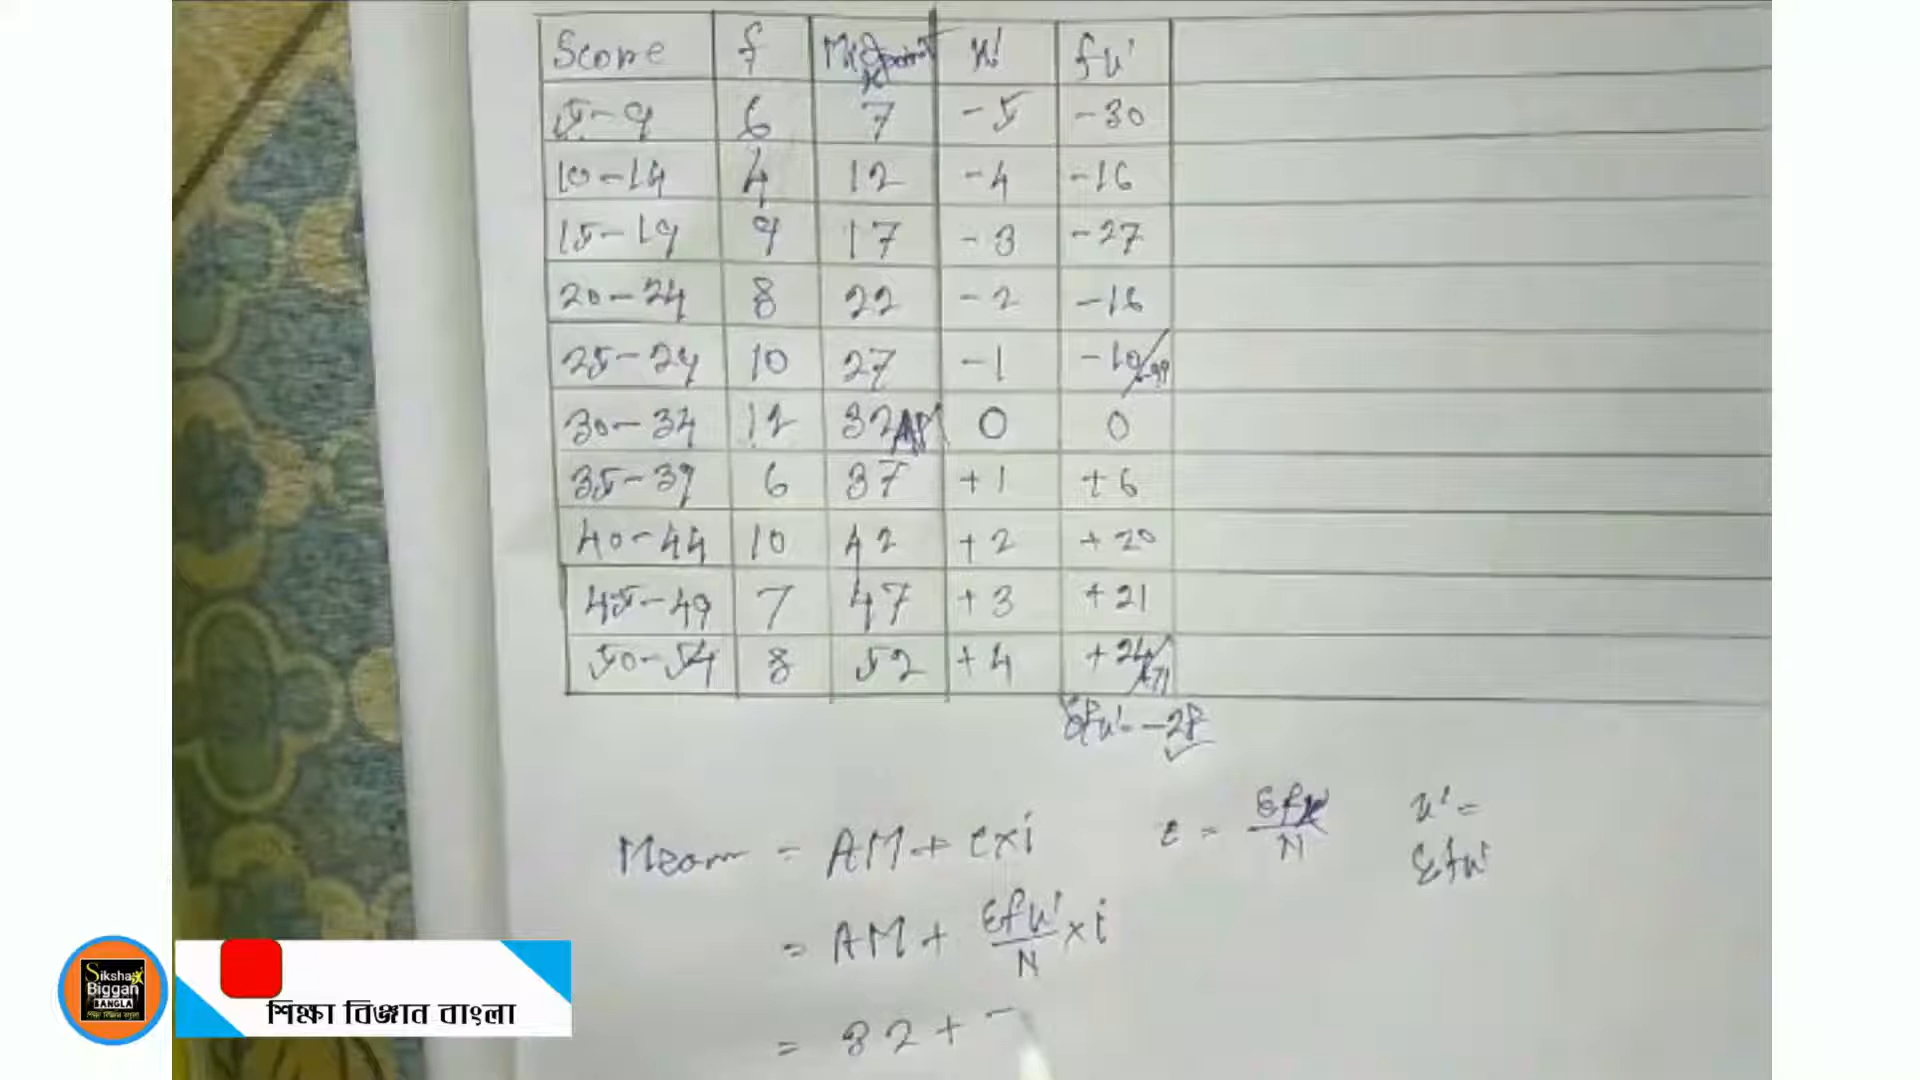 Score f Midpoint x x' fx'
5-9 6 7 -5 -30
10-14 4 12 -4 -16
15-19 9 17 -3 -27
20-24 8 22 -2 -16
25-29 10 27 -1 -10/-99
30-34 12 32 AM 0 0
35-39 6 37 +1 +6
40-44 10 42 +2 +20
45-49 7 47 +3 +21
50-54 8 52 +4 +24/+71
Σfx' = -28
Mean = AM + c x i c = Σfx' / N x' =
Σfx'
= AM + Σfx' / N x i
= 32 + -
Siksha
Biggan
BANGLA
শিক্ষা বিজ্ঞান বাংলা
শিক্ষা বিজ্ঞান বাংলা